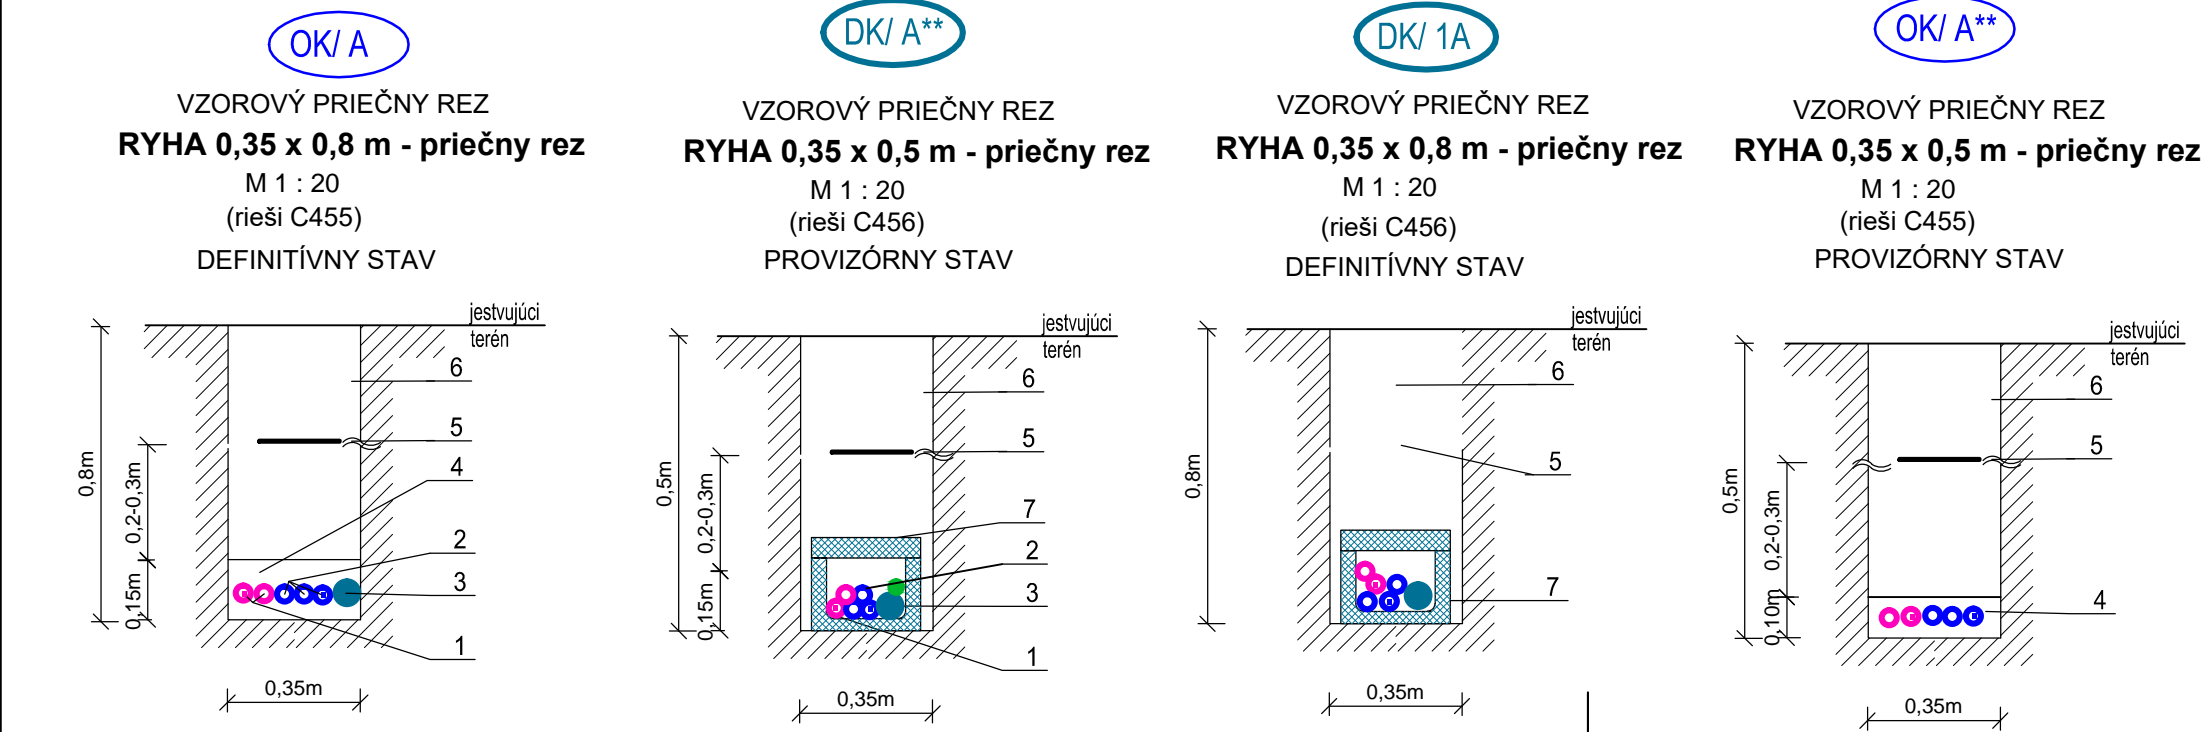 OK/ A
VZOROVÝ PRIEČNY REZ
RYHA 0,35 x 0,8 m - priečny rez
M 1 : 20
(rieši C455)
DEFINITÍVNY STAV
jestvujúci
terén
6
5
4
2
3
1
0,8m
0,2-0,3m
0,15m
0,35m
DK/ A**
VZOROVÝ PRIEČNY REZ
RYHA 0,35 x 0,5 m - priečny rez
M 1 : 20
(rieši C456)
PROVIZÓRNY STAV
jestvujúci
terén
6
5
7
2
3
1
0,5m
0,2-0,3m
0,15m
0,35m
DK/ 1A
VZOROVÝ PRIEČNY REZ
RYHA 0,35 x 0,8 m - priečny rez
M 1 : 20
(rieši C456)
DEFINITÍVNY STAV
jestvujúci
terén
6
5
7
0,8m
0,35m
OK/ A**
VZOROVÝ PRIEČNY REZ
RYHA 0,35 x 0,5 m - priečny rez
M 1 : 20
(rieši C455)
PROVIZÓRNY STAV
jestvujúci
terén
6
5
4
0,5m
0,2-0,3m
0,10m
0,35m